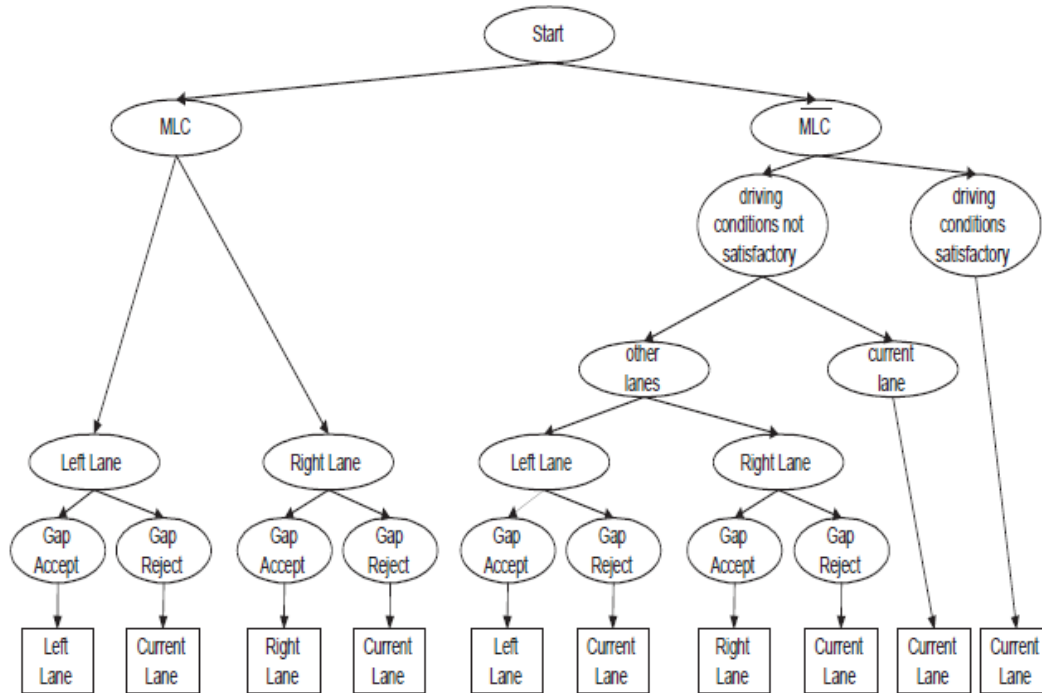 Start
MLC
M̅L̅C̅
driving
conditions not
satisfactory
driving
conditions
satisfactory
other
lanes
current
lane
Left Lane
Right Lane
Left Lane
Right Lane
Gap
Accept
Gap
Reject
Gap
Accept
Gap
Reject
Gap
Accept
Gap
Reject
Gap
Accept
Gap
Reject
Left
Lane
Current
Lane
Right
Lane
Current
Lane
Left
Lane
Current
Lane
Right
Lane
Current
Lane
Current
Lane
Current
Lane